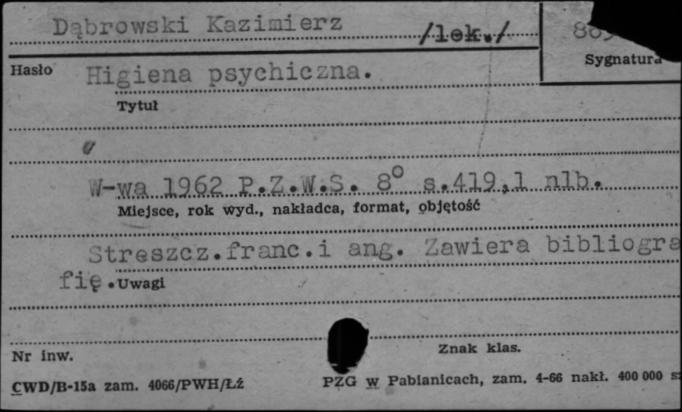 Dąbrowski Kazimierz /lek./
Sygnatura
Hasło Higiena psychiczna.
Tytuł
W-wa 1962 P.Z.W.S. 8° s.419,1 nlb.
Miejsce, rok wyd., nakładca, format, objętość
Streszcz.franc.i ang. Zawiera bibliogra
fię. Uwagi
Nr inw. Znak klas.
CWD/B-15a zam. 4066/PWH/Łź PZG w Pabianicach, zam. 4-66 nakł. 400 000